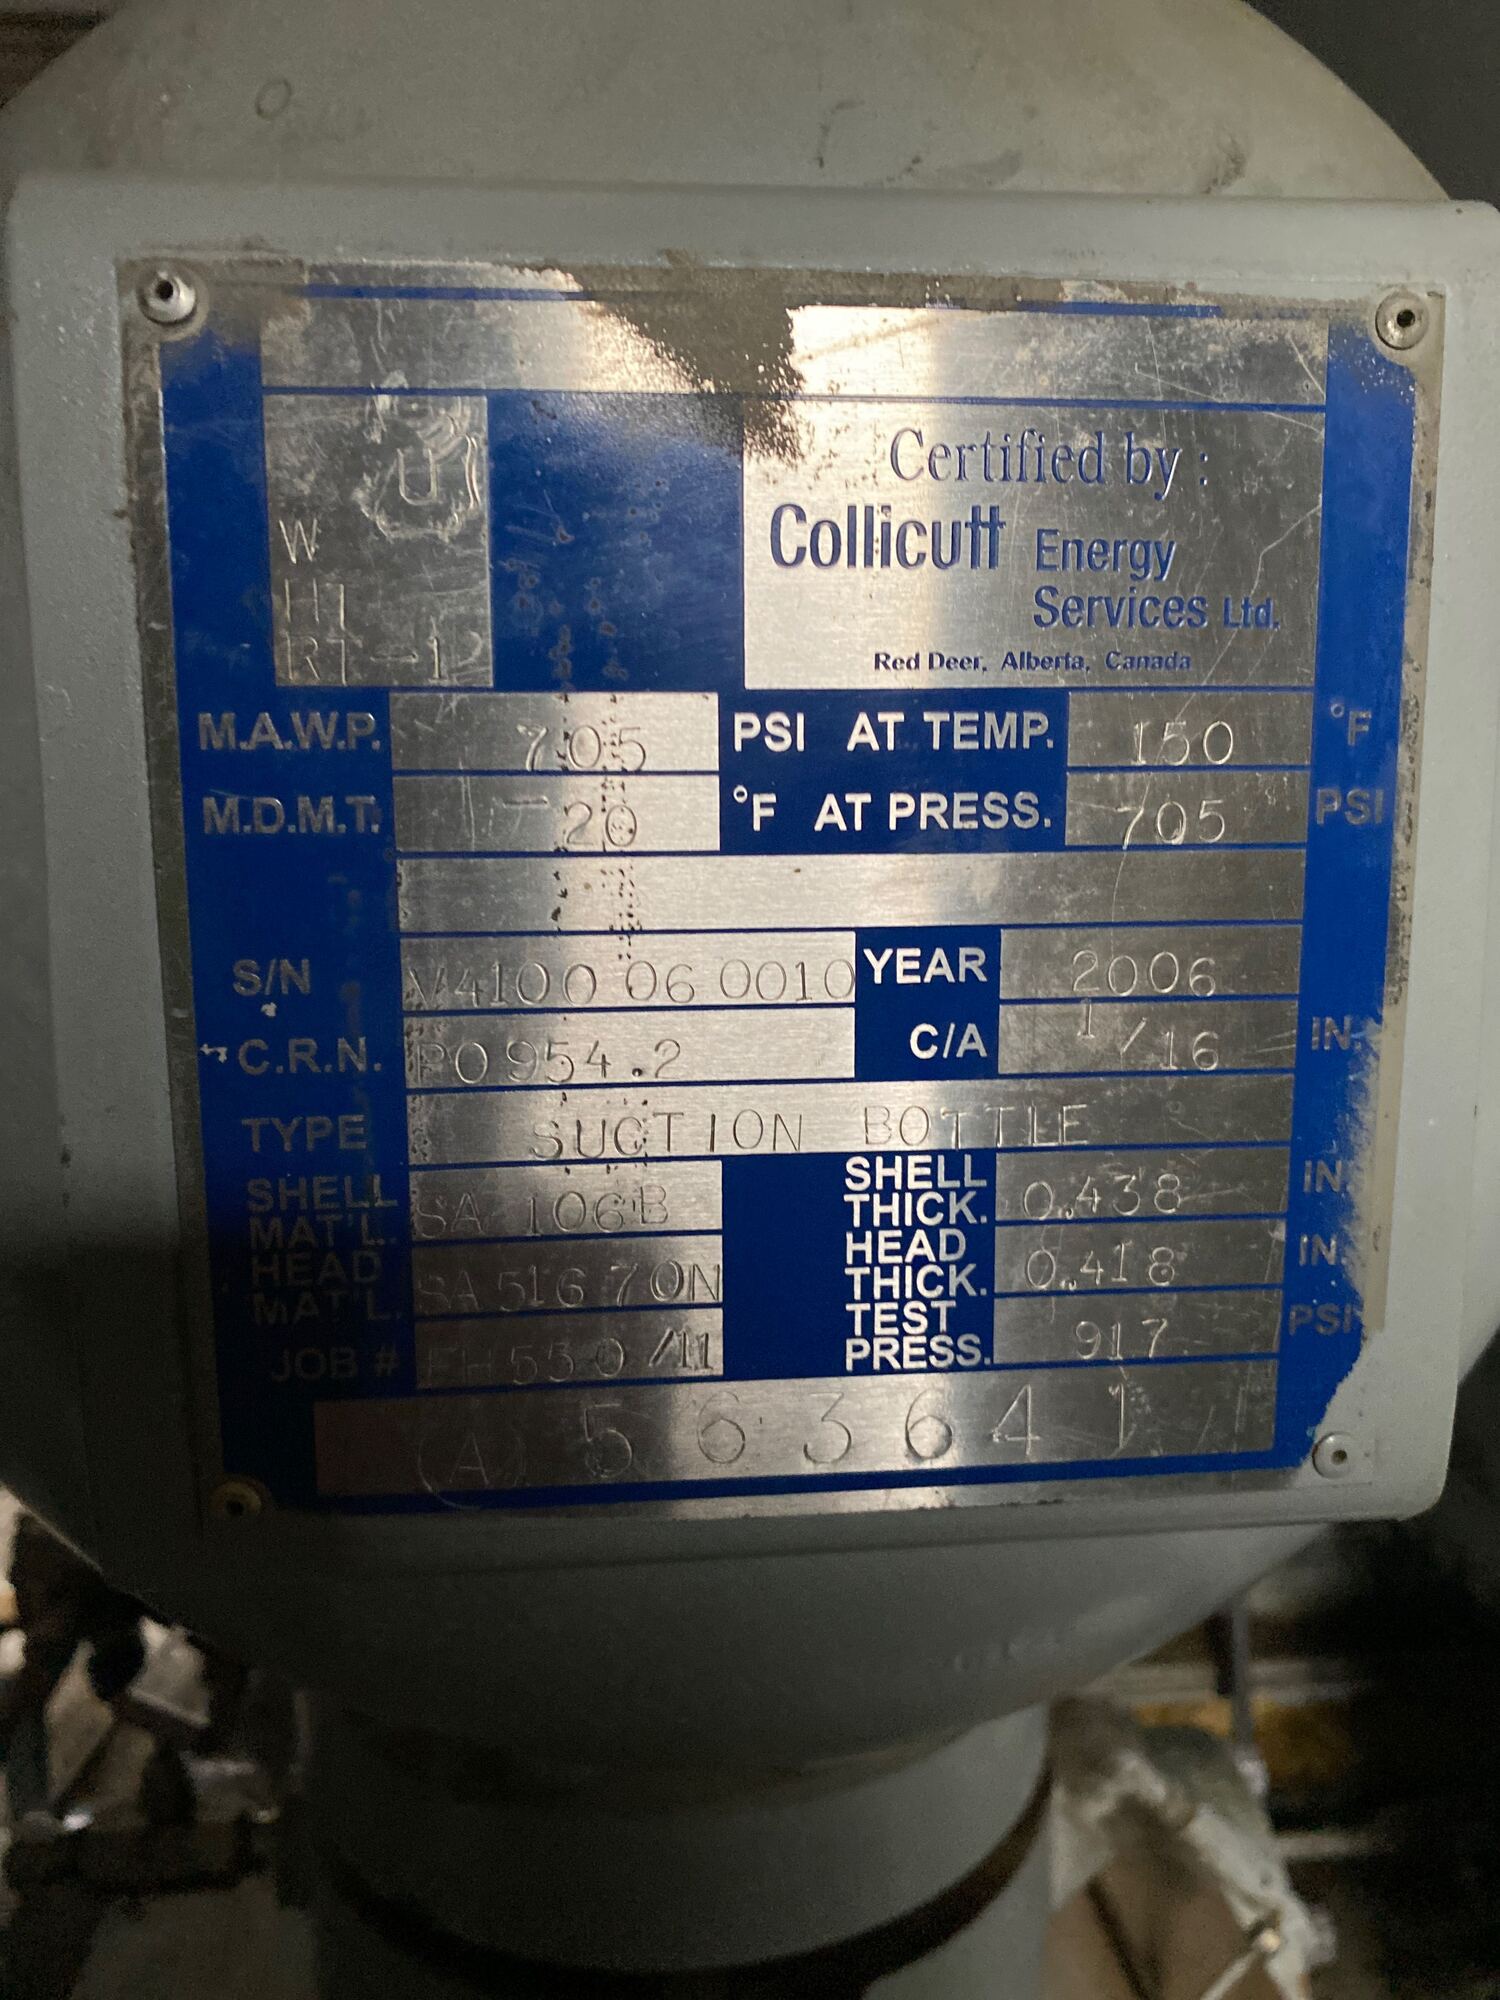 U
W
HT
RT-12
Certified by :
Collicutt Energy
Services Ltd.
Red Deer, Alberta, Canada
M.A.W.P. 705 PSI AT TEMP. 150 °F
M.D.M.T. -20 °F AT PRESS. 705 PSI
S/N V4100 06 0010 YEAR 2006
C.R.N. P0954.2 C/A 1/16 IN.
TYPE SUCTION BOTTLE
SHELL MAT'L. SA 106B SHELL THICK. 0.438 IN.
HEAD MAT'L. SA 516 70N HEAD THICK. 0.418 IN.
JOB # FH550/11 TEST PRESS. 917 PSI
(A) 563641